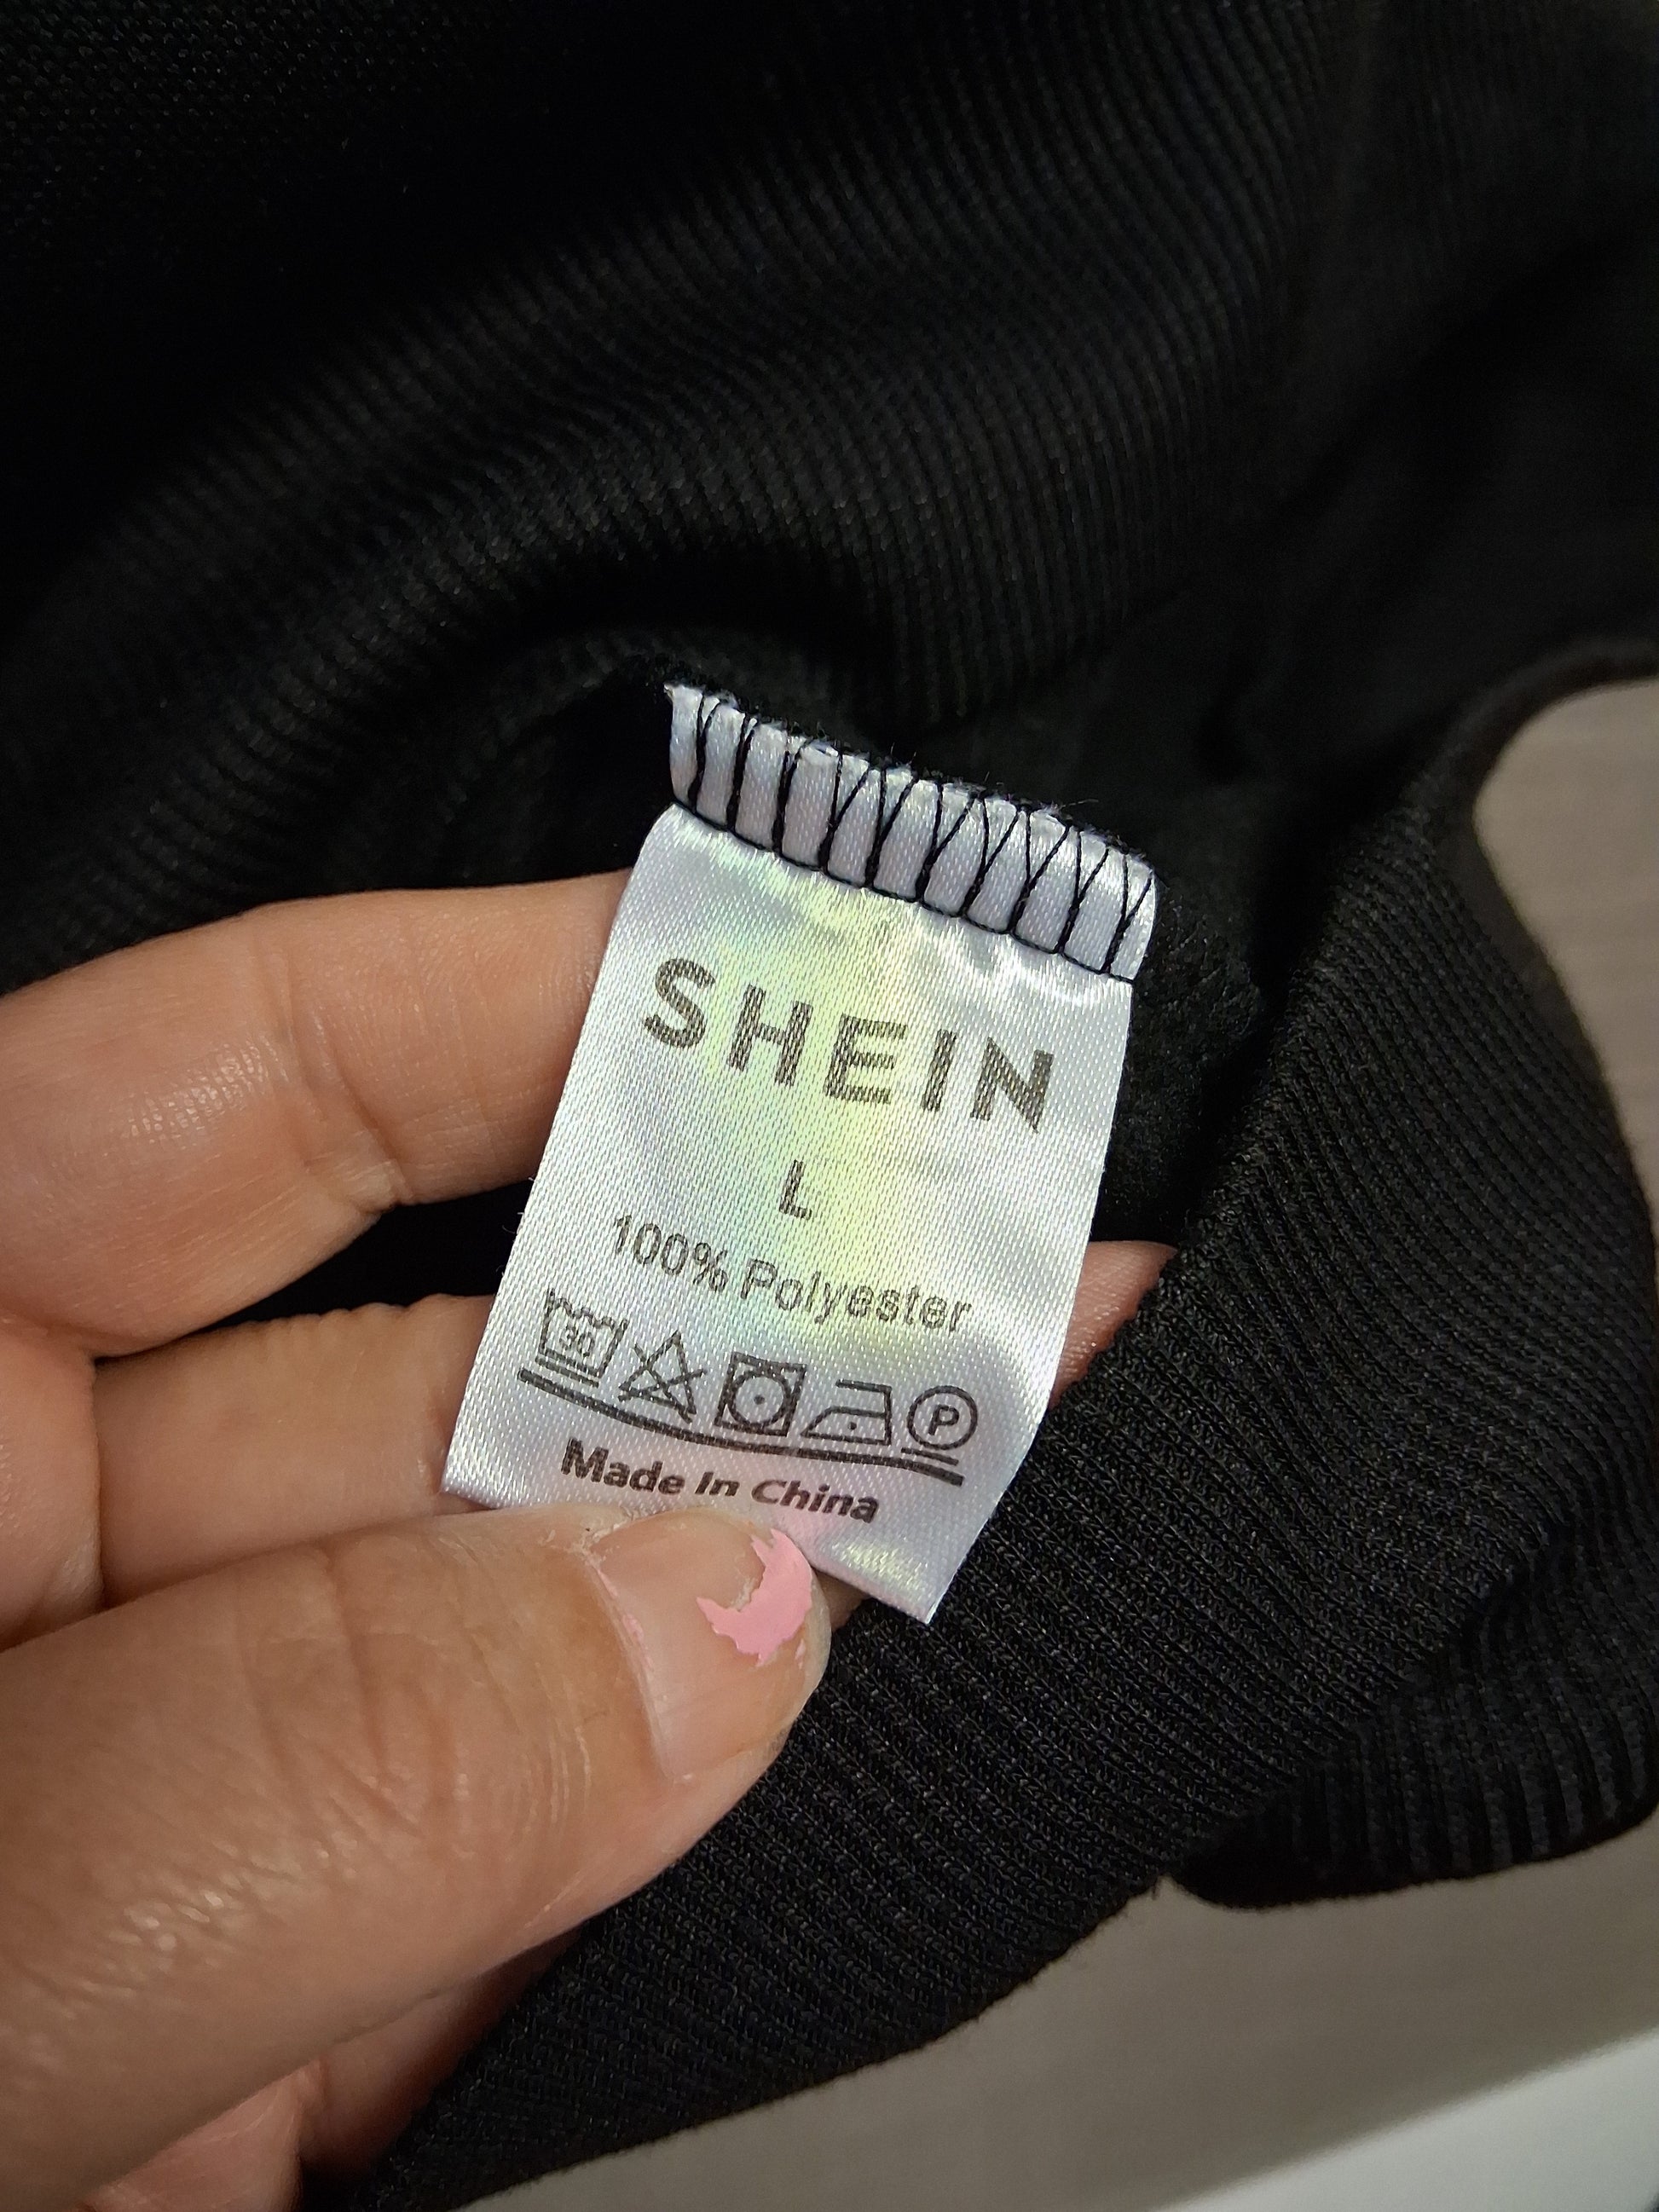 SHEIN
L
100% Polyester
30
P
Made In China